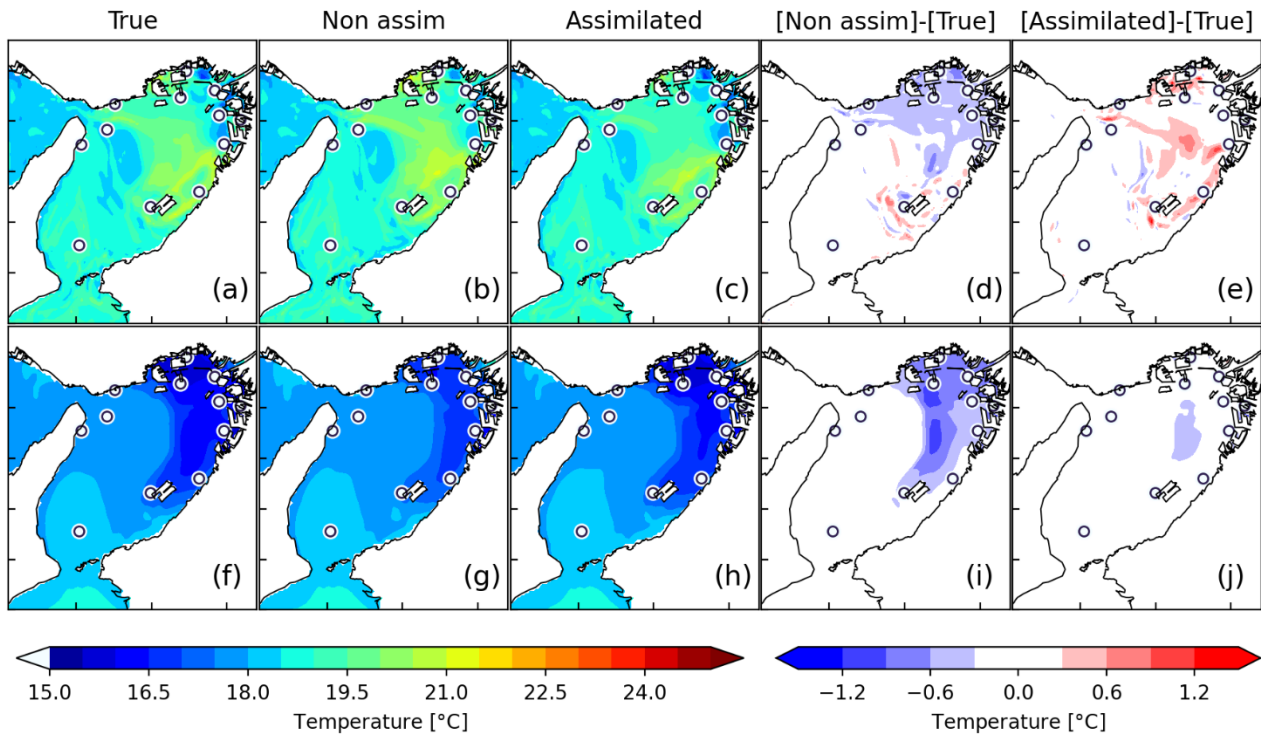 True Non assim Assimilated [Non assim]-[True] [Assimilated]-[True]
(a) (b) (c) (d) (e)
(f) (g) (h) (i) (j)
15.0 16.5 18.0 19.5 21.0 22.5 24.0 −1.2 −0.6 0.0 0.6 1.2
Temperature [°C] Temperature [°C]